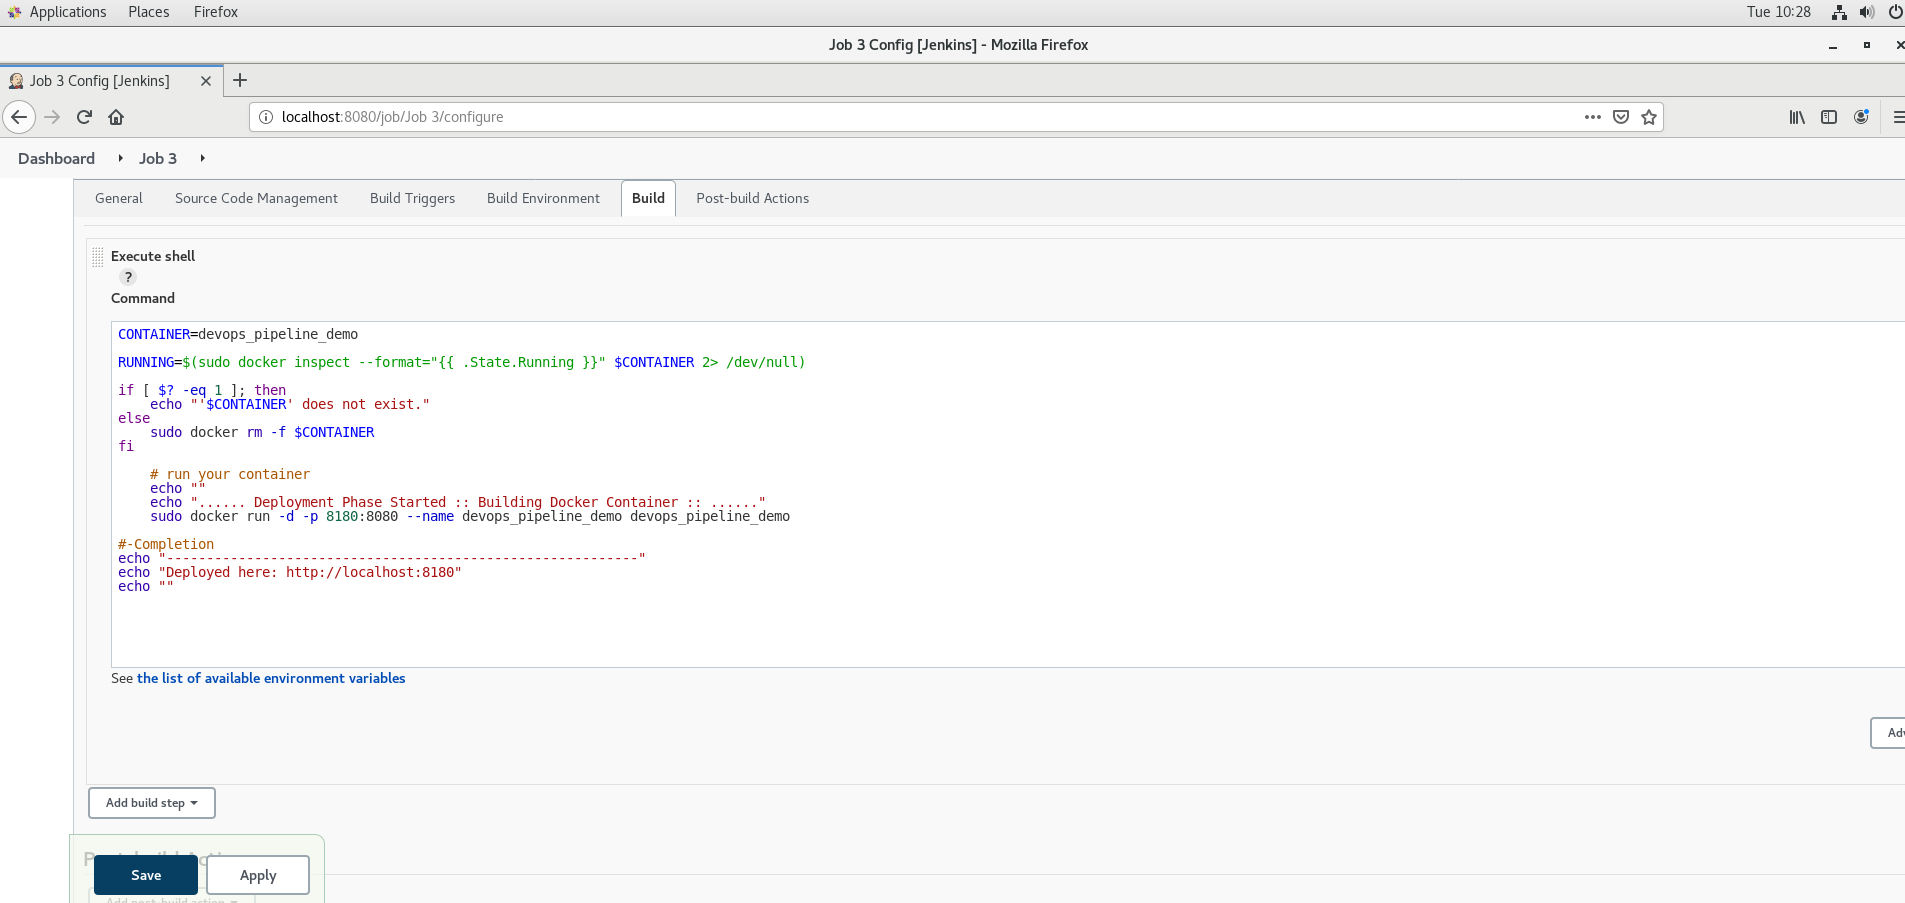 Applications Places Firefox Tue 10:28
Job 3 Config [Jenkins] - Mozilla Firefox
Job 3 Config [Jenkins]
localhost:8080/job/Job 3/configure
Dashboard Job 3
General Source Code Management Build Triggers Build Environment Build Post-build Actions
Execute shell
?
Command
CONTAINER=devops_pipeline_demo
RUNNING=$(sudo docker inspect --format="{{ .State.Running }}" $CONTAINER 2> /dev/null)
if [ $? -eq 1 ]; then
    echo "'$CONTAINER' does not exist."
else
    sudo docker rm -f $CONTAINER
fi
    # run your container
    echo ""
    echo "...... Deployment Phase Started :: Building Docker Container :: ......"
    sudo docker run -d -p 8180:8080 --name devops_pipeline_demo devops_pipeline_demo
#-Completion
echo "-----------------------------------------------------------"
echo "Deployed here: http://localhost:8180"
echo ""
See the list of available environment variables
Adv
Add build step
Save Apply
Add post-build action